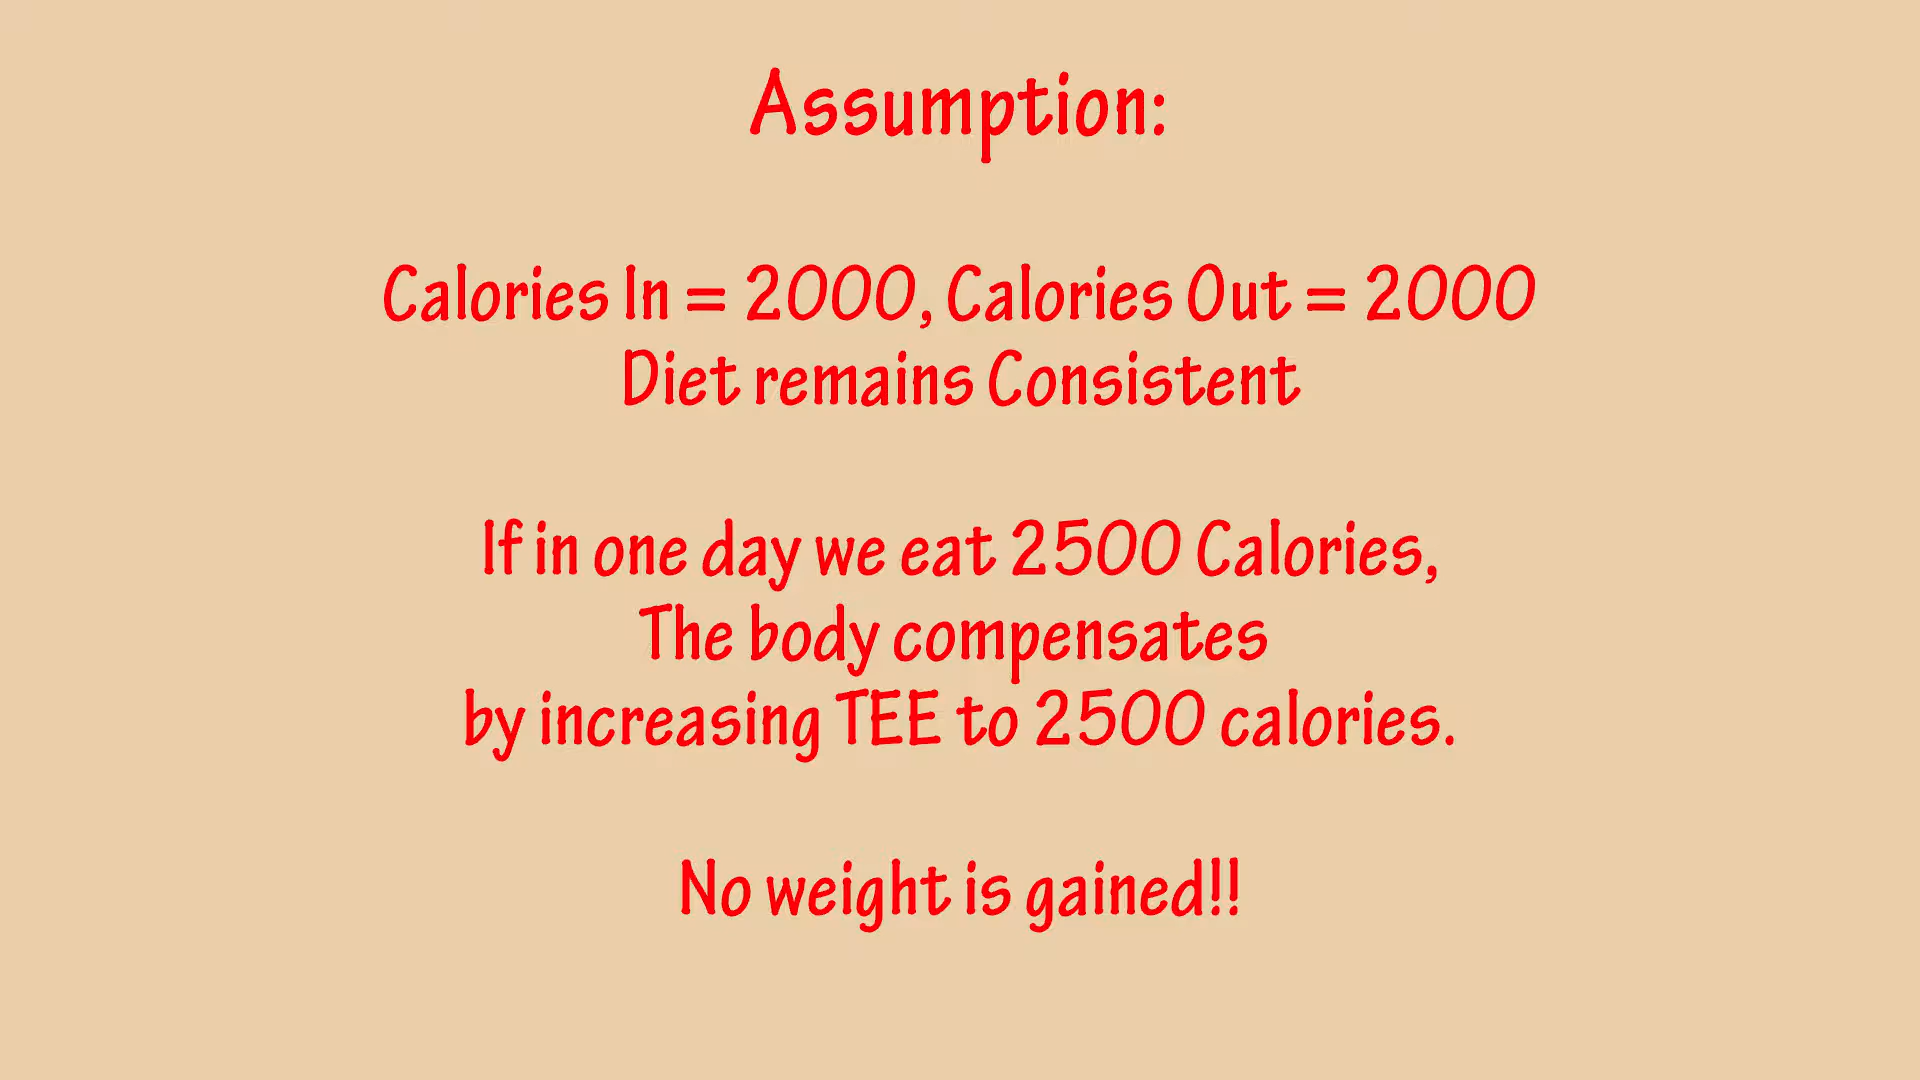 Assumption:
Calories In = 2000, Calories Out = 2000
Diet remains Consistent
If in one day we eat 2500 Calories,
The body compensates
by increasing TEE to 2500 calories.
No weight is gained!!